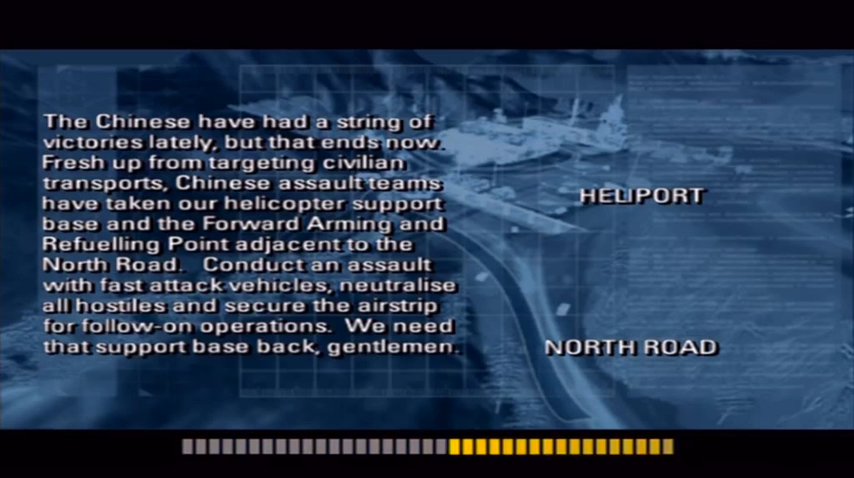 The Chinese have had a string of
victories lately, but that ends now.
Fresh up from targeting civilian
transports, Chinese assault teams
have taken our helicopter support
base and the Forward Arming and
Refuelling Point adjacent to the
North Road. Conduct an assault
with fast attack vehicles, neutralise
all hostiles and secure the airstrip
for follow-on operations. We need
that support base back, gentlemen.
HELIPORT
NORTH ROAD